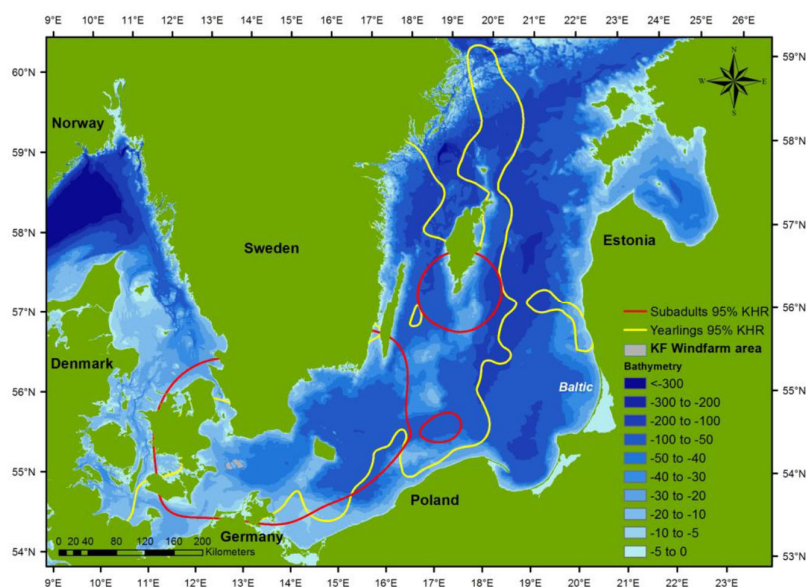 9°E 10°E 11°E 12°E 13°E 14°E 15°E 16°E 17°E 18°E 19°E 20°E 21°E 22°E 23°E 24°E 25°E 26°E
60°N
59°N
58°N
57°N
56°N
55°N
54°N
59°N
58°N
57°N
56°N
55°N
54°N
53°N
N
W E
S
Norway
Sweden
Estonia
Denmark
Baltic
Poland
Germany
Subadults 95% KHR
Yearlings 95% KHR
KF Windfarm area
Bathymetry
<-300
-300 to -200
-200 to -100
-100 to -50
-50 to -40
-40 to -30
-30 to -20
-20 to -10
-10 to -5
-5 to 0
0 20 40 80 120 160 200
Kilometers
9°E 10°E 11°E 12°E 13°E 14°E 15°E 16°E 17°E 18°E 19°E 20°E 21°E 22°E 23°E